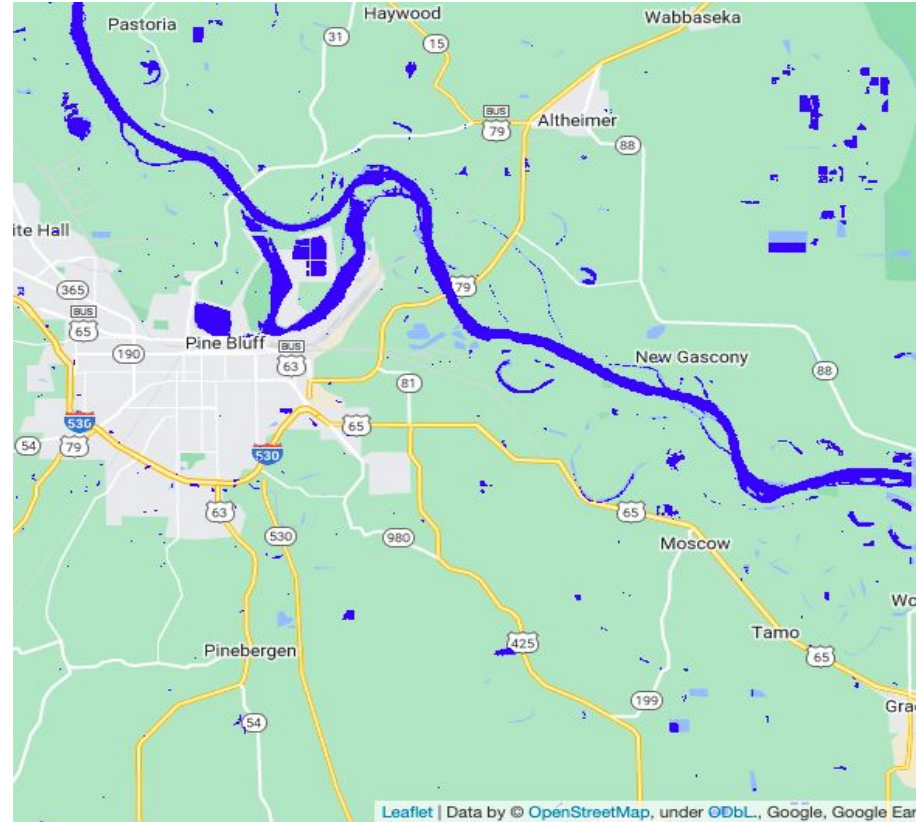 Haywood
Wabbaseka
Pastoria
31
15
BUS
79
Altheimer
88
ite Hall
365
79
BUS
65
Pine Bluff
BUS
190
63
New Gascony
81
88
530
65
54
79
530
63
65
530
980
Moscow
Wo
Tamo
425
Pinebergen
65
199
Gra
54
Leaflet | Data by © OpenStreetMap, under ODbL., Google, Google Ear